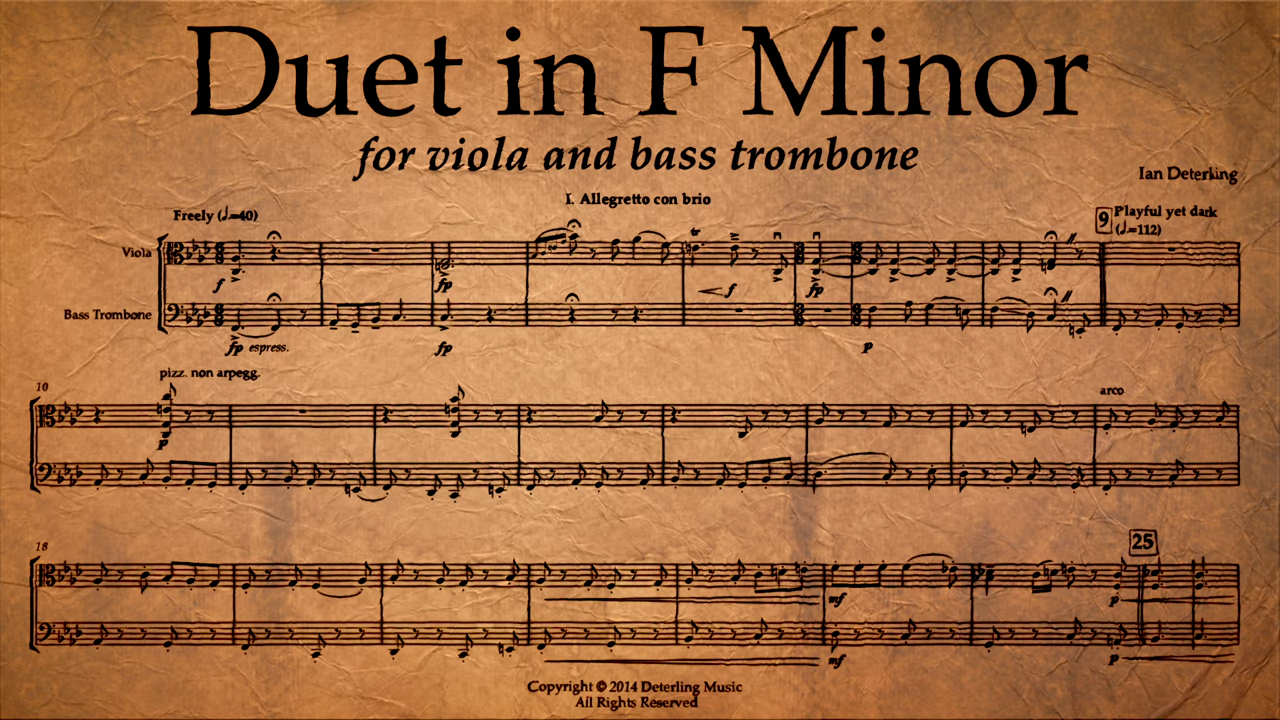 Duet in F Minor
for viola and bass trombone
Ian Deterling
I. Allegretto con brio
Freely (♩.=40)
9 Playful yet dark
(♩.=112)
Viola
f
fp
f
fp
Bass Trombone
fp espress.
fp
p
pizz. non arpegg.
10
arco
p
18
25
mf
p
mf
p
Copyright © 2014 Deterling Music
All Rights Reserved